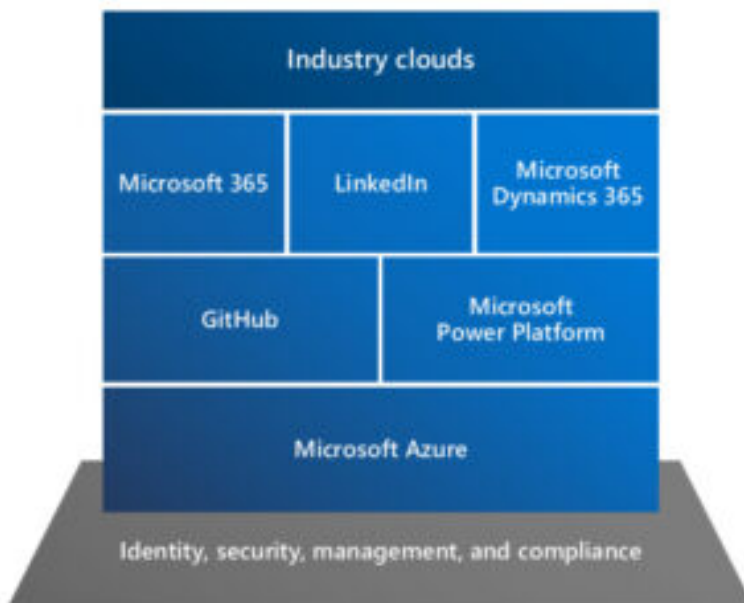 Industry clouds
Microsoft 365
LinkedIn
Microsoft
Dynamics 365
GitHub
Microsoft
Power Platform
Microsoft Azure
Identity, security, management, and compliance